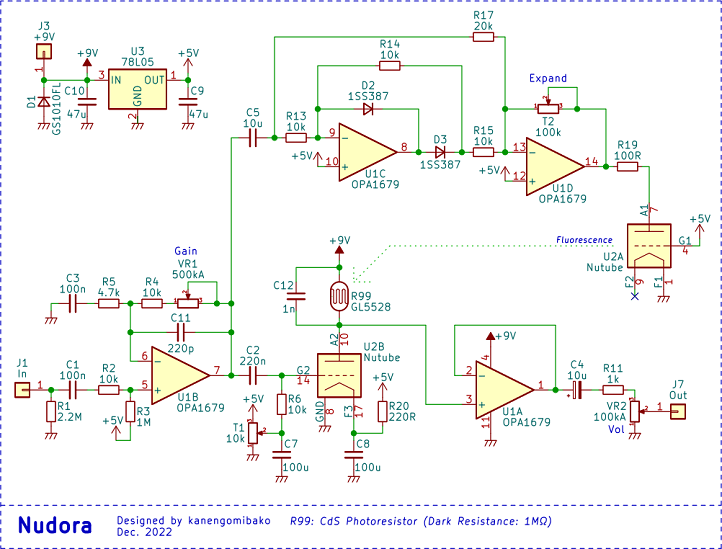 J3
+9V
1
D1
GS1010FL
+9V
C10
47u
U3
78L05
3
IN
OUT
1
GND
2
+5V
C9
47u
R17
20k
R14
10k
D2
1SS387
C5
10u
R13
10k
9
−
+5V
10
+
8
U1C
OPA1679
D3
1SS387
R15
10k
Expand
T2
100k
13
−
+5V
12
+
14
U1D
OPA1679
R19
100R
A1
7
+5V
G1
4
U2A
Nutube
F2
9
F1
1
Fluorescence
Gain
VR1
500kA
C3
100n
R5
4.7k
R4
10k
C11
220p
+9V
C12
1n
R99
GL5528
J1
In
1
C1
100n
R2
10k
R1
2.2M
+5V
R3
1M
6
−
5
+
7
U1B
OPA1679
C2
220n
G2
14
A2
10
U2B
Nutube
GND
8
F3
17
+5V
R20
220R
R6
10k
+5V
T1
10k
C7
100u
C8
100u
+9V
4
2
−
3
+
1
11
U1A
OPA1679
C4
10u
+
R11
1k
VR2
100kA
Vol
J7
Out
1
Nudora
Designed by kanengomibako
Dec. 2022
R99: CdS Photoresistor (Dark Resistance: 1MΩ)